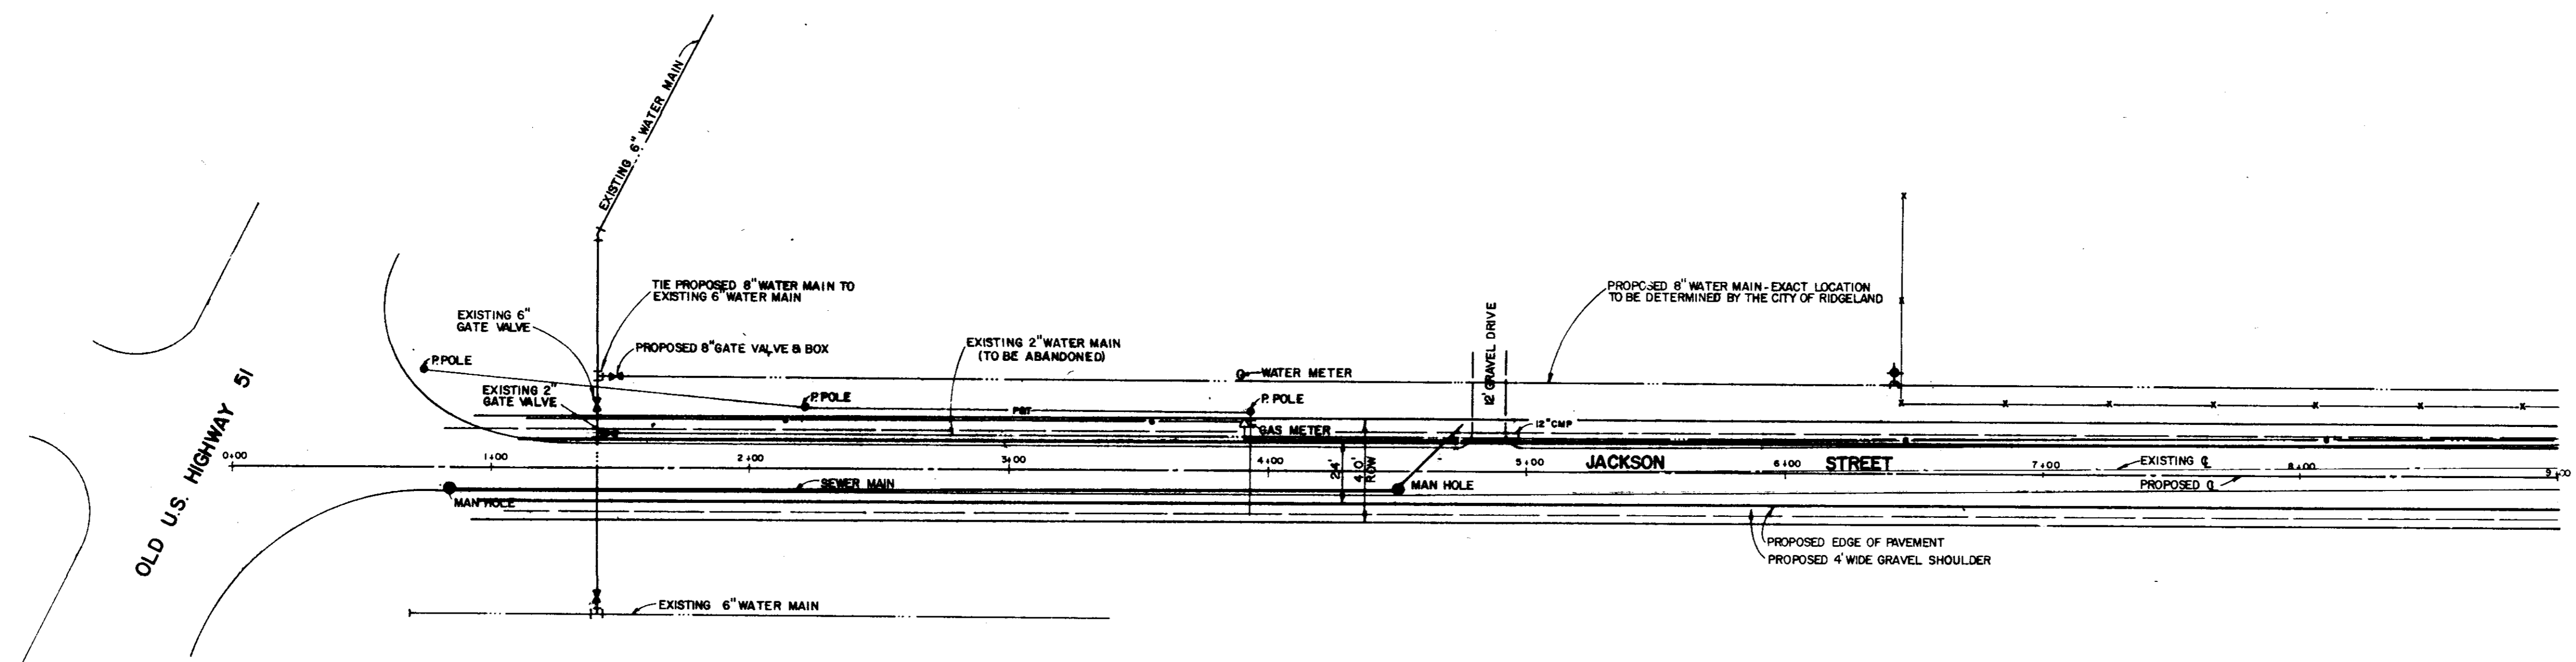 EXISTING 6" WATER MAIN
TIE PROPOSED 8" WATER MAIN TO
EXISTING 6" WATER MAIN
PROPOSED 8" WATER MAIN - EXACT LOCATION
TO BE DETERMINED BY THE CITY OF RIDGELAND
EXISTING 6"
GATE VALVE
PROPOSED 8" GATE VALVE & BOX
EXISTING 2" WATER MAIN
(TO BE ABANDONED)
12' GRAVEL DRIVE
P. POLE
WATER METER
EXISTING 2"
GATE VALVE
P. POLE
P. POLE
GAS METER
12" CMP
OLD U.S. HIGHWAY 51
0+00
1+00
2+00
3+00
4+00
5+00
JACKSON STREET
6+00
7+00
EXISTING ℄
8+00
9+00
24'
40'
ROW
SEWER MAIN
MAN HOLE
PROPOSED ℄
MAN HOLE
PROPOSED EDGE OF PAVEMENT
PROPOSED 4' WIDE GRAVEL SHOULDER
EXISTING 6" WATER MAIN